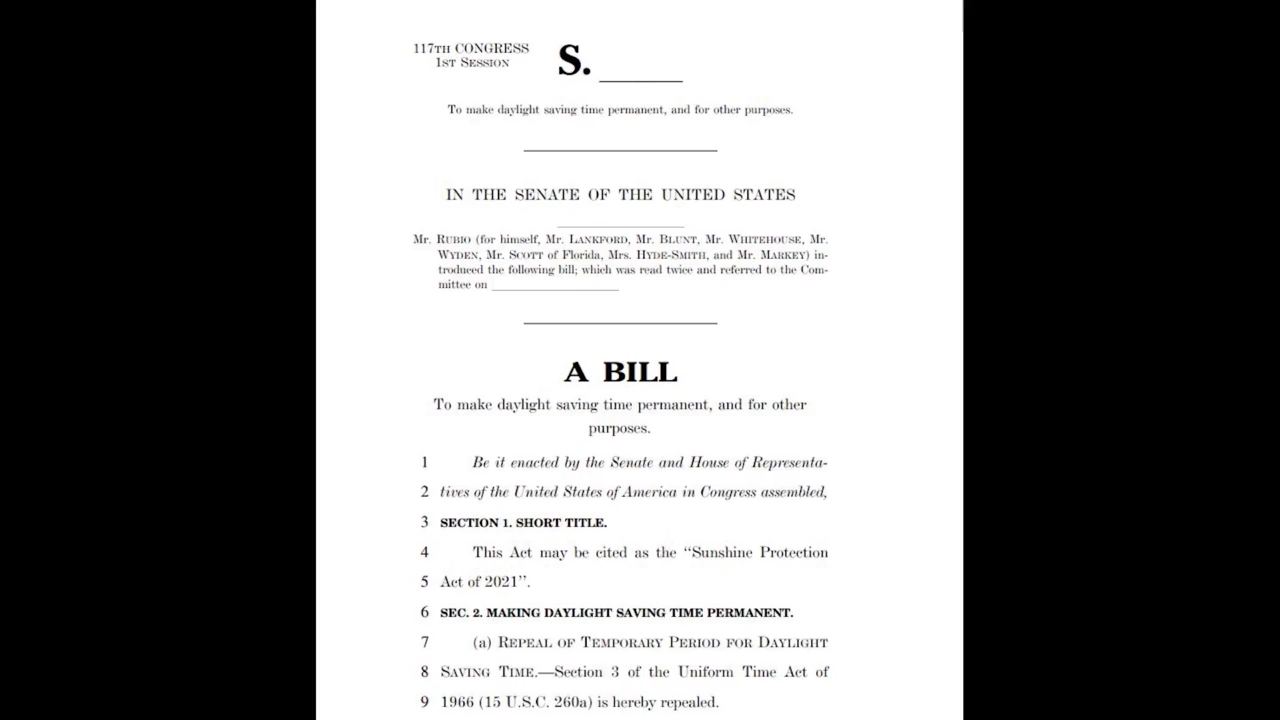 117TH CONGRESS
1ST SESSION
S. ________
To make daylight saving time permanent, and for other purposes.
IN THE SENATE OF THE UNITED STATES
Mr. RUBIO (for himself, Mr. LANKFORD, Mr. BLUNT, Mr. WHITEHOUSE, Mr.
WYDEN, Mr. SCOTT of Florida, Mrs. HYDE-SMITH, and Mr. MARKEY) in-
troduced the following bill; which was read twice and referred to the Com-
mittee on ________
A BILL
To make daylight saving time permanent, and for other
purposes.
1 Be it enacted by the Senate and House of Representa-
2 tives of the United States of America in Congress assembled,
3 SECTION 1. SHORT TITLE.
4 This Act may be cited as the ‘‘Sunshine Protection
5 Act of 2021’’.
6 SEC. 2. MAKING DAYLIGHT SAVING TIME PERMANENT.
7 (a) REPEAL OF TEMPORARY PERIOD FOR DAYLIGHT
8 SAVING TIME.—Section 3 of the Uniform Time Act of
9 1966 (15 U.S.C. 260a) is hereby repealed.